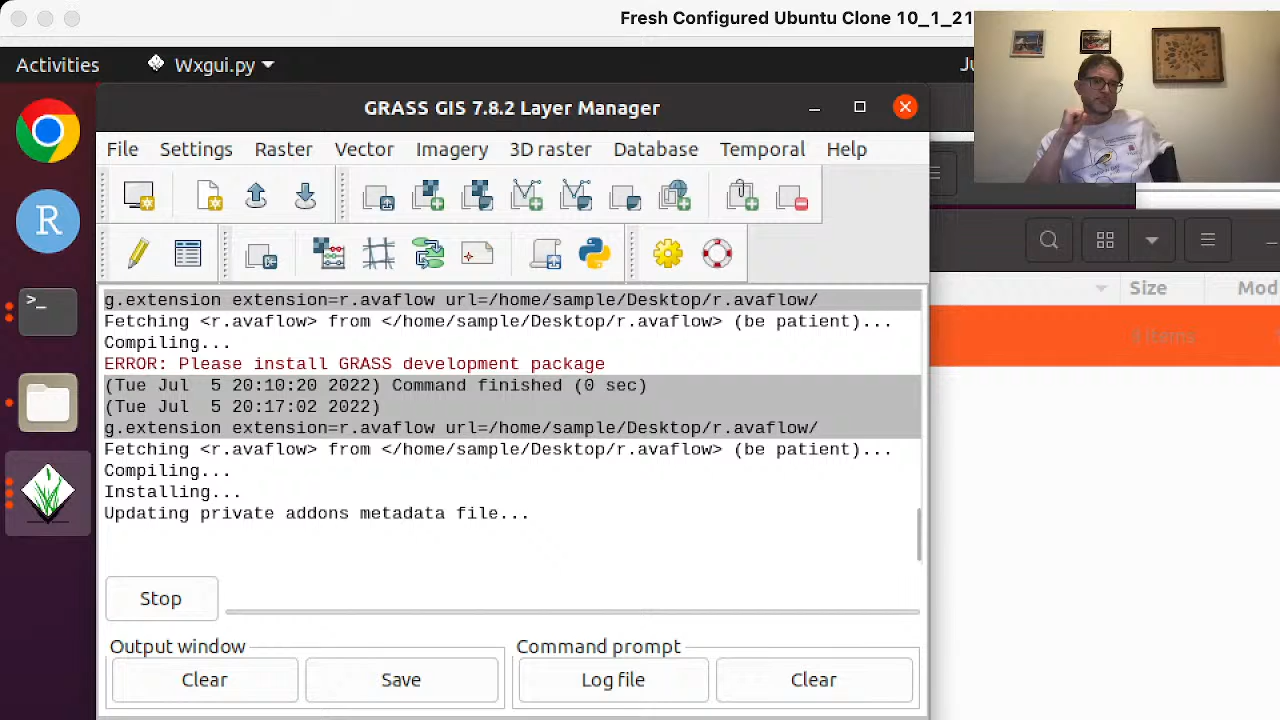 Fresh Configured Ubuntu Clone 10_1_21
Activities
Wxgui.py
Ju
GRASS GIS 7.8.2 Layer Manager
File Settings Raster Vector Imagery 3D raster Database Temporal Help
R
>_
g.extension extension=r.avaflow url=/home/sample/Desktop/r.avaflow/
Fetching <r.avaflow> from </home/sample/Desktop/r.avaflow> (be patient)...
Compiling...
ERROR: Please install GRASS development package
(Tue Jul  5 20:10:20 2022) Command finished (0 sec)
(Tue Jul  5 20:17:02 2022)
g.extension extension=r.avaflow url=/home/sample/Desktop/r.avaflow/
Fetching <r.avaflow> from </home/sample/Desktop/r.avaflow> (be patient)...
Compiling...
Installing...
Updating private addons metadata file...
Size
Mod
4 items
Stop
Output window
Command prompt
Clear
Save
Log file
Clear